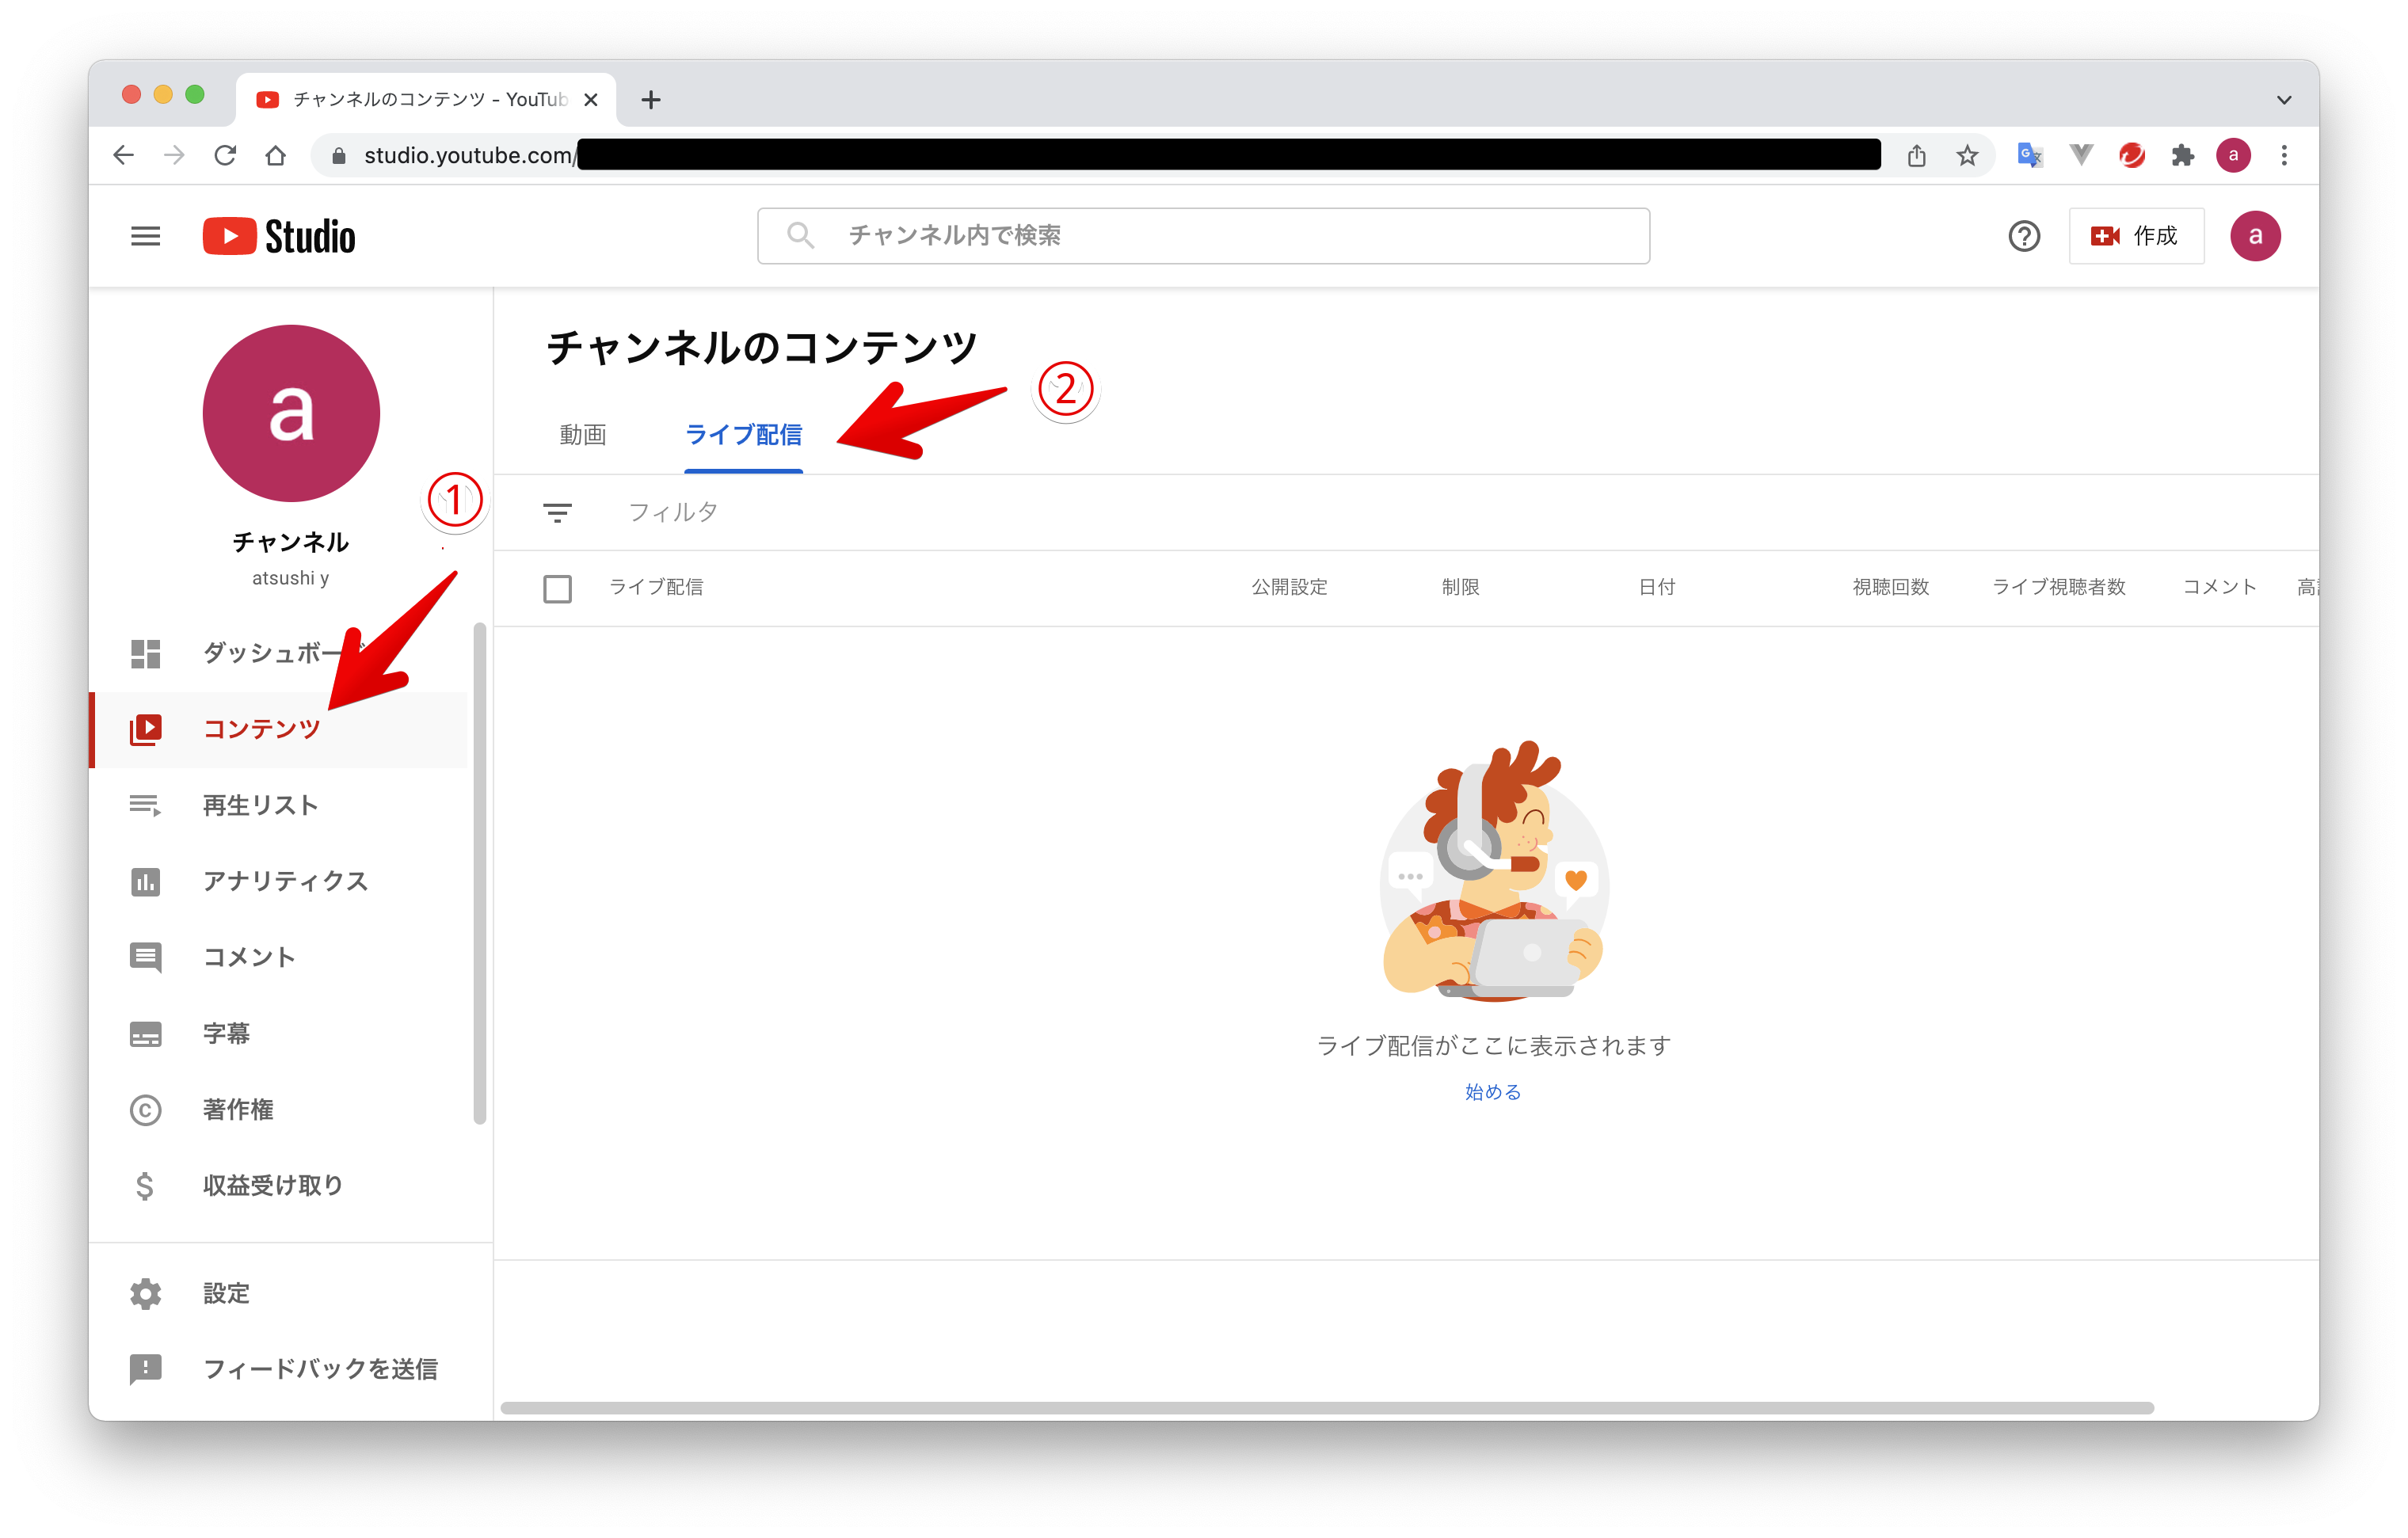 チャンネルのコンテンツ - YouTub
studio.youtube.com/
a
Studio
チャンネル内で検索
作成
a
a
チャンネル
atsushi y
①
ダッシュボード
コンテンツ
再生リスト
アナリティクス
コメント
字幕
著作権
収益受け取り
設定
フィードバックを送信
チャンネルのコンテンツ
②
動画 ライブ配信
フィルタ
ライブ配信 公開設定 制限 日付 視聴回数 ライブ視聴者数 コメント 高
ライブ配信がここに表示されます
始める